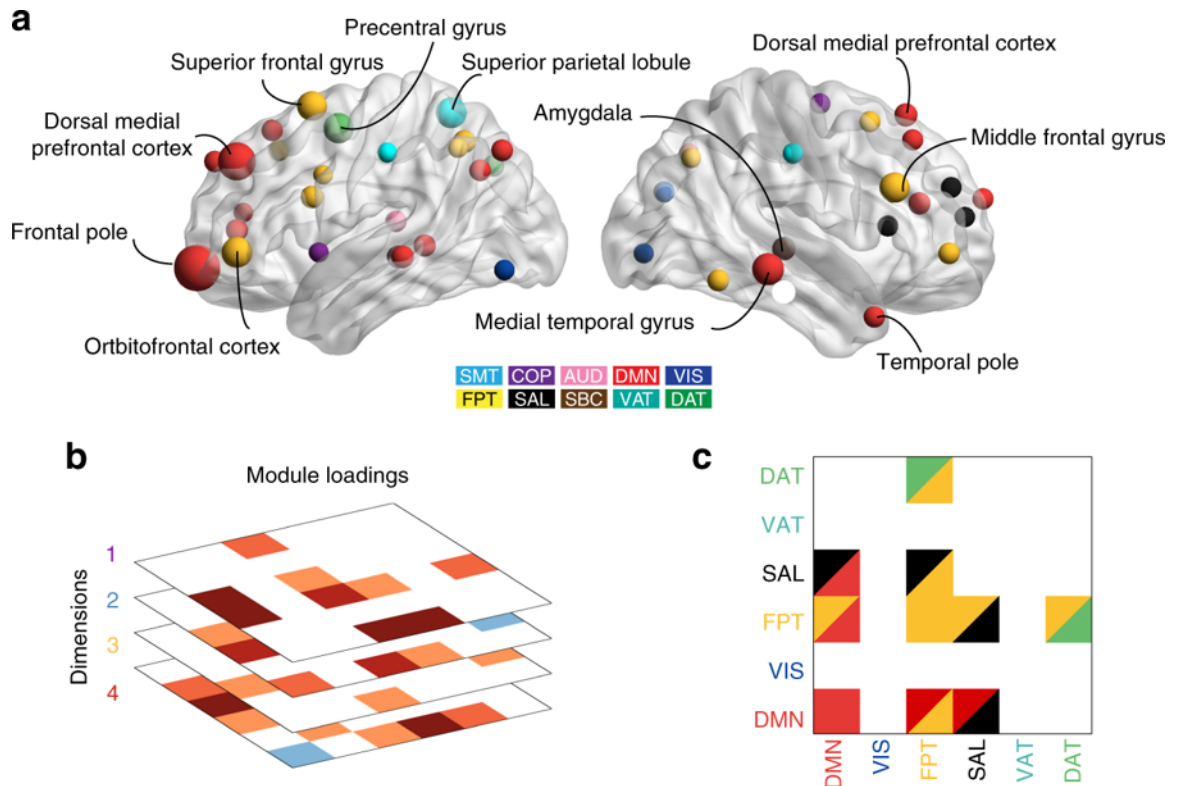 a
Precentral gyrus
Superior frontal gyrus
Superior parietal lobule
Dorsal medial
prefrontal cortex
Frontal pole
Ortbitofrontal cortex
Dorsal medial prefrontal cortex
Amygdala
Middle frontal gyrus
Medial temporal gyrus
Temporal pole
SMT COP AUD DMN VIS
FPT SAL SBC VAT DAT
b
Module loadings
Dimensions
1
2
3
4
c
DAT
VAT
SAL
FPT
VIS
DMN
DMN VIS FPT SAL VAT DAT